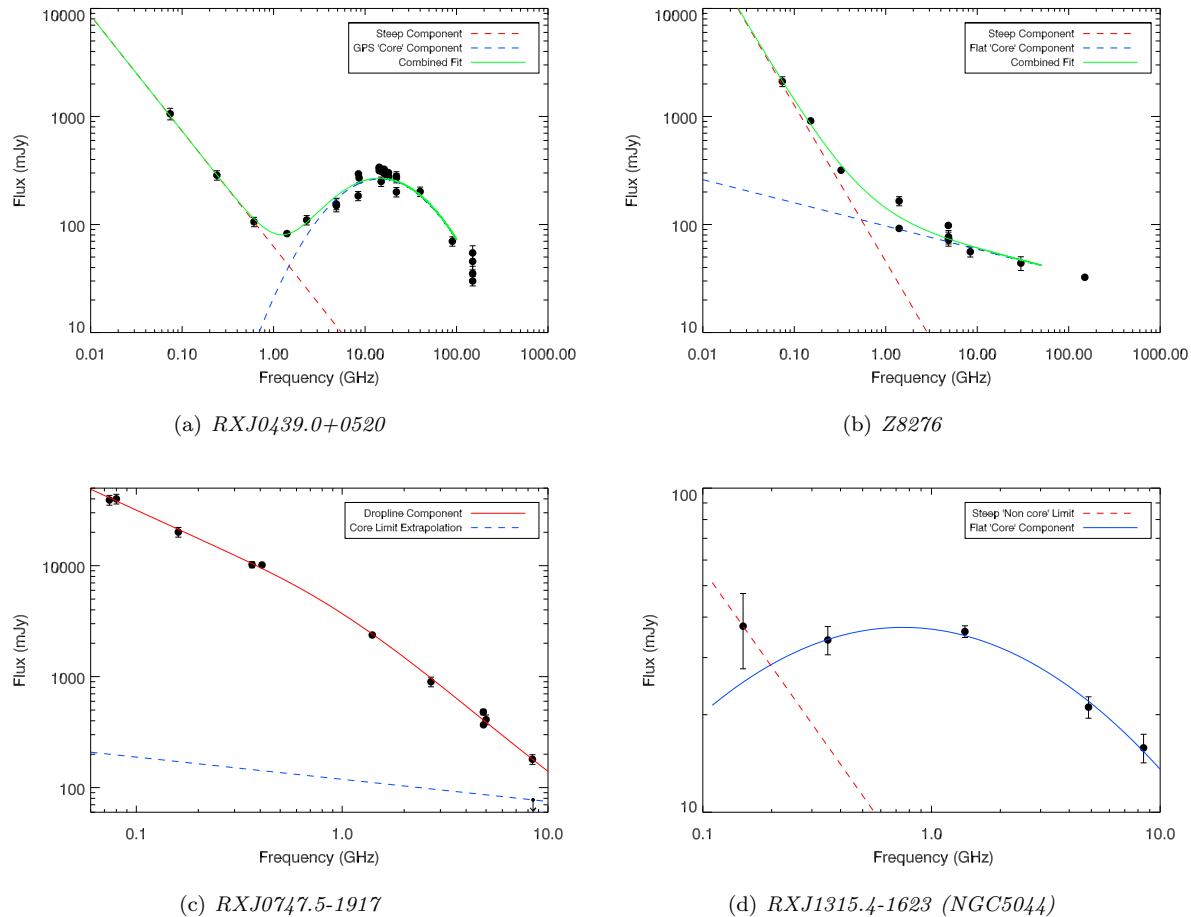 10000
1000
100
10
Flux (mJy)
Steep Component
GPS 'Core' Component
Combined Fit
0.01 0.10 1.00 10.00 100.00 1000.00
Frequency (GHz)
(a) RXJ0439.0+0520
10000
1000
100
10
Flux (mJy)
Steep Component
Flat 'Core' Component
Combined Fit
0.01 0.10 1.00 10.00 100.00 1000.00
Frequency (GHz)
(b) Z8276
10000
1000
100
Flux (mJy)
Dropline Component
Core Limit Extrapolation
0.1 1.0 10.0
Frequency (GHz)
(c) RXJ0747.5-1917
100
10
Flux (mJy)
Steep 'Non core' Limit
Flat 'Core' Component
0.1 1.0 10.0
Frequency (GHz)
(d) RXJ1315.4-1623 (NGC5044)